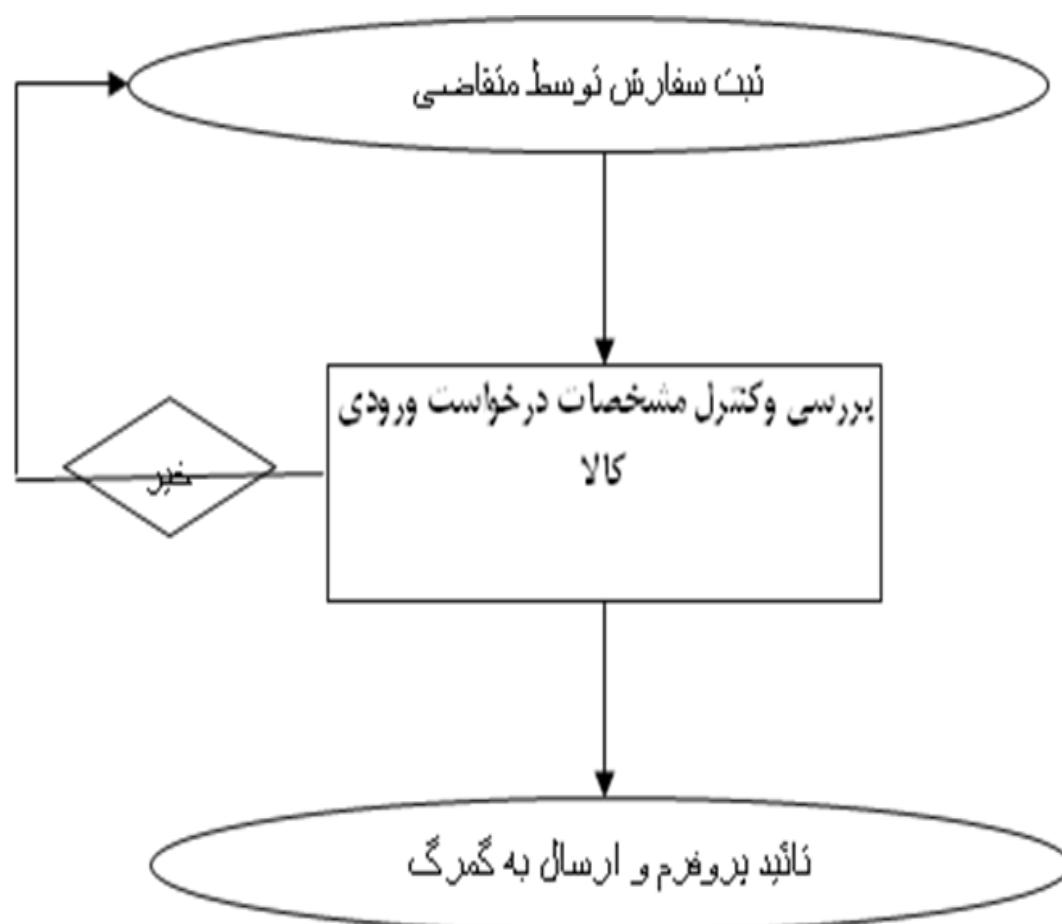 ثبت سفارش توسط متقاضی
بررسی وکنترل مشخصات درخواست ورودی
کالا
خیر
تائید پروفرم و ارسال به گمرگ